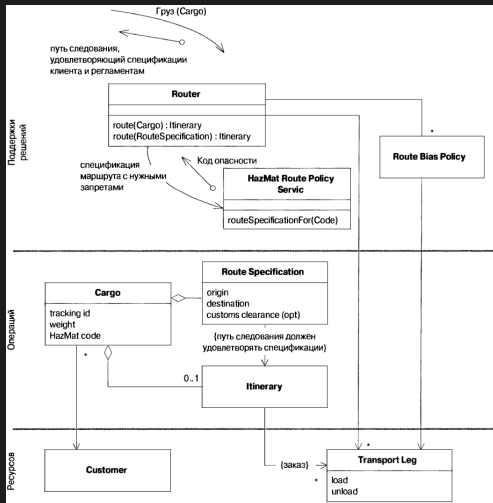 Груз (Cargo)
путь следования,
удовлетворяющий спецификации
клиента и регламентам
Router
route(Cargo) : Itinerary
route(RouteSpecification) : Itinerary
*
Route Bias Policy
Поддержки
решений
спецификация
маршрута с нужными
запретами
Код опасности
HazMat Route Policy
Servic
routeSpecificationFor(Code)
Операций
Cargo
tracking id
weight
HazMat code
Route Specification
origin
destination
customs clearance (opt)
{путь следования должен
удовлетворять спецификации}
*
0..1
Itinerary
Ресурсов
Customer
{заказ}
*
*
Transport Leg
load
unload